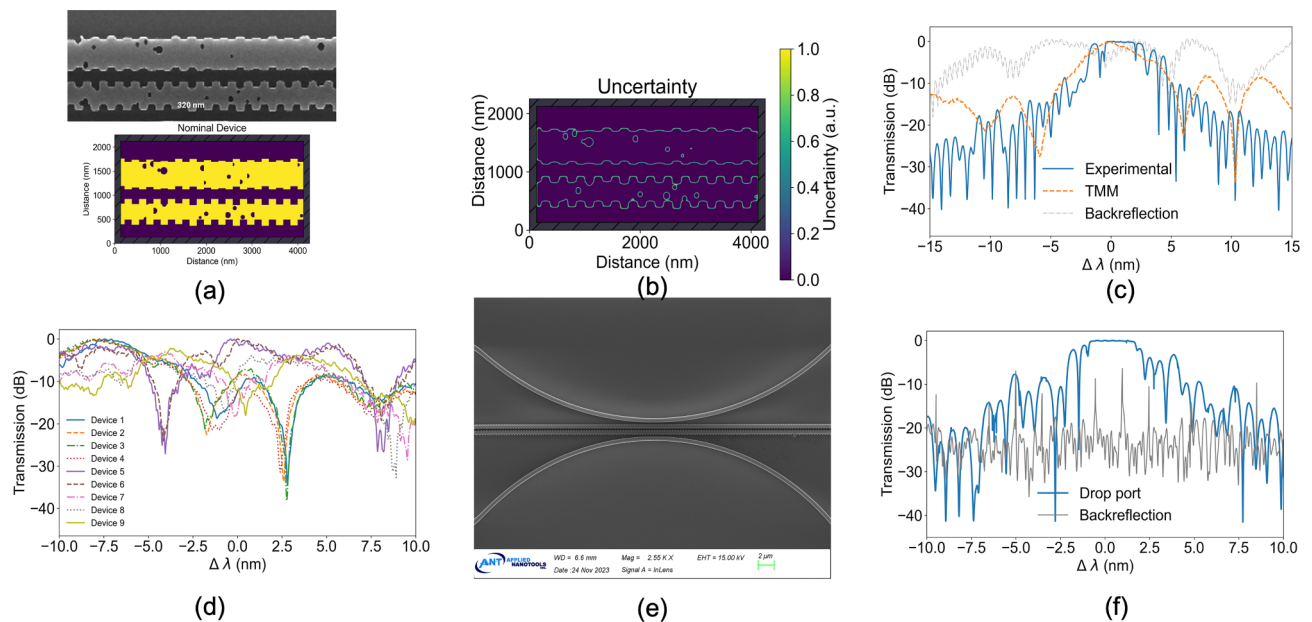 320 nm
Nominal Device
2000
1500
1000
500
0
Distance (nm)
0 1000 2000 3000 4000
Distance (nm)
(a)
Uncertainty
2000
1000
0
Distance (nm)
0 2000 4000
Distance (nm)
1.0
0.8
0.6
0.4
0.2
0.0
Uncertainty (a.u.)
(b)
0
−10
−20
−30
−40
Transmission (dB)
Experimental
TMM
Backreflection
−15 −10 −5 0 5 10 15
Δ λ (nm)
(c)
0
−10
−20
−30
−40
Transmission (dB)
Device 1
Device 2
Device 3
Device 4
Device 5
Device 6
Device 7
Device 8
Device 9
−10.0 −7.5 −5.0 −2.5 0.0 2.5 5.0 7.5 10.0
Δ λ (nm)
(d)
ANT APPLIED NANOTOOLS INC.
WD = 6.6 mm Mag = 2.55 K X EHT = 15.00 kV 2 μm
Date :24 Nov 2023 Signal A = InLens
(e)
0
−10
−20
−30
−40
Transmission (dB)
Drop port
Backreflection
−10.0 −7.5 −5.0 −2.5 0.0 2.5 5.0 7.5 10.0
Δ λ (nm)
(f)